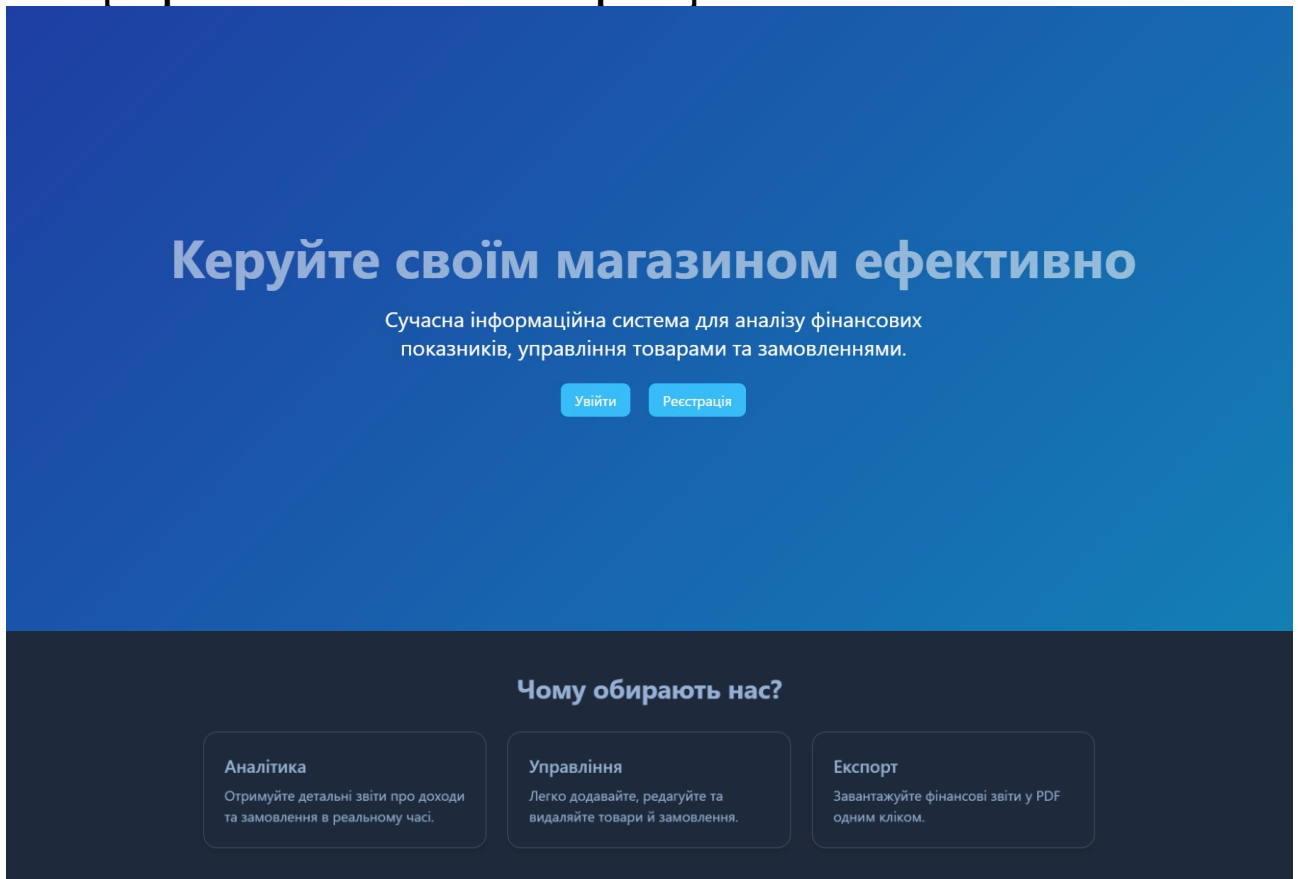 Керуйте своїм магазином ефективно
Сучасна інформаційна система для аналізу фінансових
показників, управління товарами та замовленнями.
Увійти
Реєстрація
Чому обирають нас?
Аналітика
Отримуйте детальні звіти про доходи
та замовлення в реальному часі.
Управління
Легко додавайте, редагуйте та
видаляйте товари й замовлення.
Експорт
Завантажуйте фінансові звіти у PDF
одним кліком.